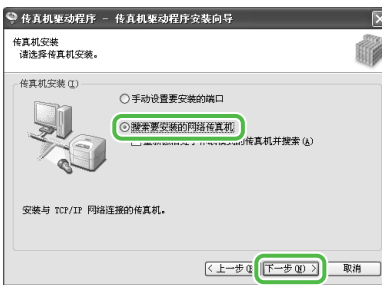 传真机驱动程序 - 传真机驱动程序安装向导
传真机安装
请选择传真机安装。
传真机安装(I)
手动设置要安装的端口
搜索要安装的网络传真机
的传真机并搜索(A)
安装与 TCP/IP 网络连接的传真机。
<上一步(B) 下一步(N) > 取消